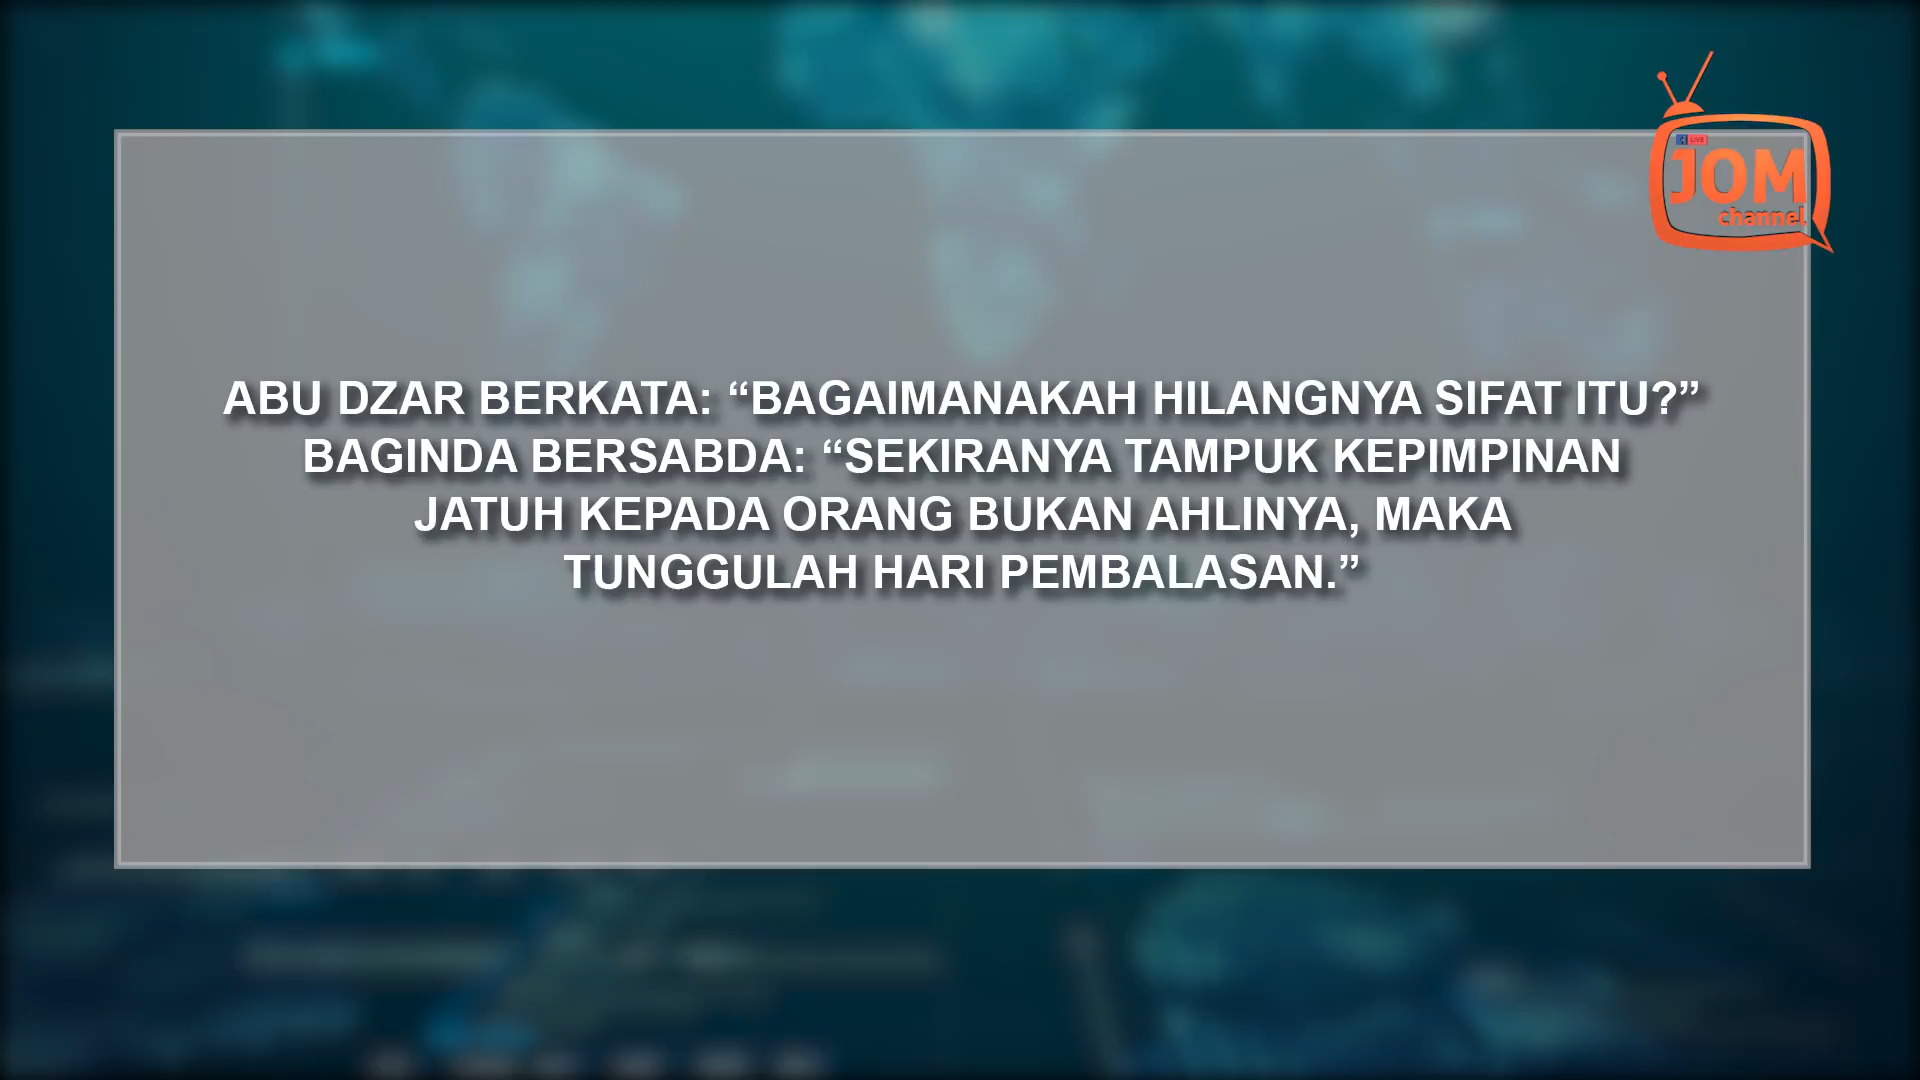 LIVE
JOM
channel
ABU DZAR BERKATA: “BAGAIMANAKAH HILANGNYA SIFAT ITU?”
BAGINDA BERSABDA: “SEKIRANYA TAMPUK KEPIMPINAN
JATUH KEPADA ORANG BUKAN AHLINYA, MAKA
TUNGGULAH HARI PEMBALASAN.”